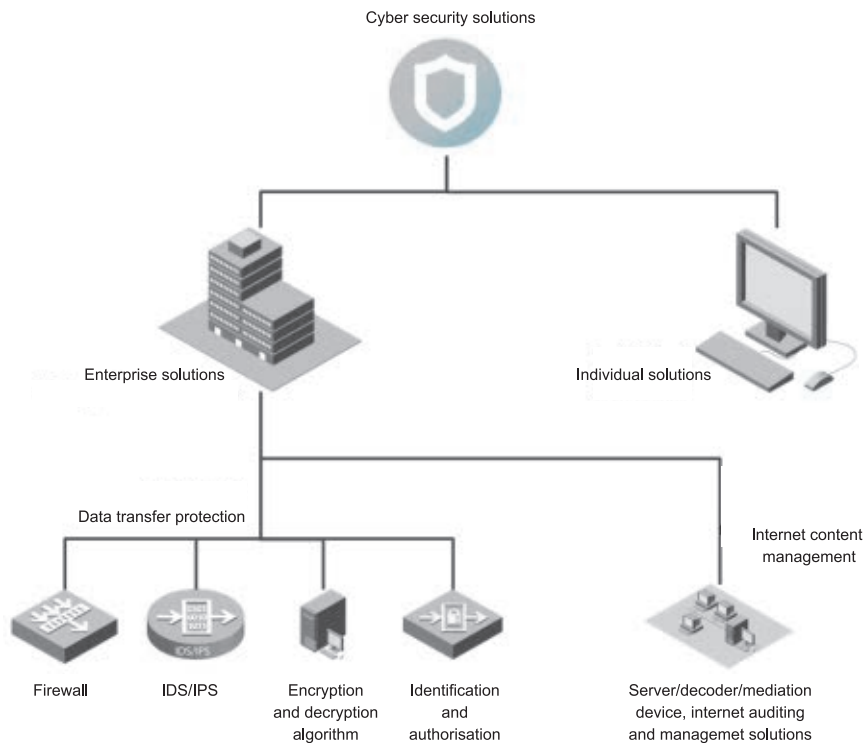 Cyber security solutions
Enterprise solutions
Individual solutions
Data transfer protection
Internet content
management
IDS/IPS
Firewall
IDS/IPS
Encryption
and decryption
algorithm
Identification
and
authorisation
Server/decoder/mediation
device, internet auditing
and managemet solutions